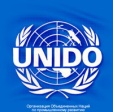 UNIDO
Организация Объединенных Наций
по промышленному развитию